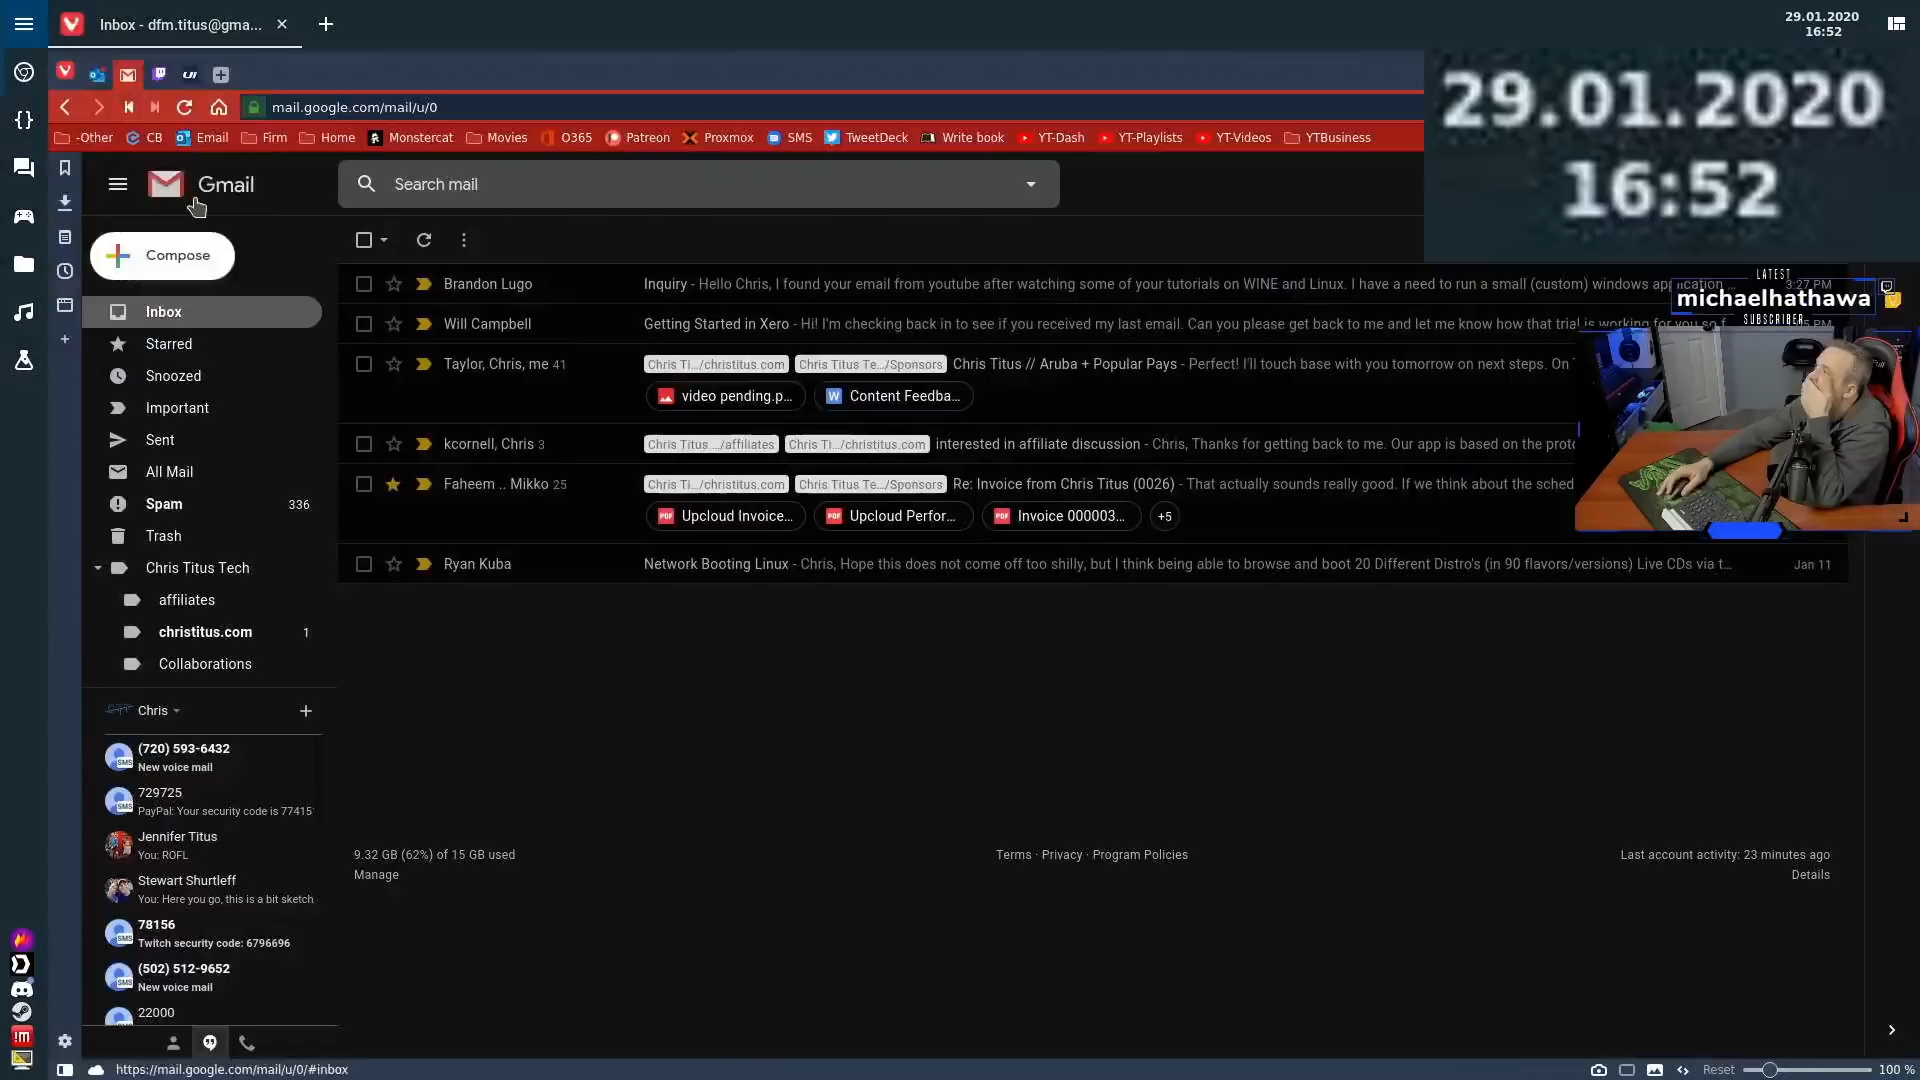 Inbox - dfm.titus@gma...
29.01.2020
16:52
mail.google.com/mail/u/0
-Other CB Email Firm Home Monstercat Movies O365 Patreon Proxmox SMS TweetDeck Write book YT-Dash YT-Playlists YT-Videos YTBusiness
29.01.2020
16:52
Gmail
Search mail
Compose
Inbox
Starred
Snoozed
Important
Sent
All Mail
Spam 336
Trash
Chris Titus Tech
affiliates
christitus.com 1
Collaborations
Brandon Lugo Inquiry - Hello Chris, I found your email from youtube after watching some of your tutorials on WINE and Linux. I have a need to run a small (custom) windows application ... 3:27 PM
Will Campbell Getting Started in Xero - Hi! I'm checking back in to see if you received my last email. Can you please get back to me and let me know how that trial is working for you so f...
Taylor, Chris, me 41 Chris Ti.../christitus.com Chris Titus Te.../Sponsors Chris Titus // Aruba + Popular Pays - Perfect! I'll touch base with you tomorrow on next steps. On
video pending.p... Content Feedba...
kcornell, Chris 3 Chris Titus .../affiliates Chris Ti.../christitus.com interested in affiliate discussion - Chris, Thanks for getting back to me. Our app is based on the proto
Faheem .. Mikko 25 Chris Ti.../christitus.com Chris Titus Te.../Sponsors Re: Invoice from Chris Titus (0026) - That actually sounds really good. If we think about the sched
Upcloud Invoice... Upcloud Perfor... Invoice 000003... +5
Ryan Kuba Network Booting Linux - Chris, Hope this does not come off too shilly, but I think being able to browse and boot 20 Different Distro's (in 90 flavors/versions) Live CDs via t... Jan 11
LATEST
michaelhathawa
SUBSCRIBER
Chris
(720) 593-6432
New voice mail
729725
PayPal: Your security code is 77415
Jennifer Titus
You: ROFL
Stewart Shurtleff
You: Here you go, this is a bit sketch
78156
Twitch security code: 6796696
(502) 512-9652
New voice mail
22000
9.32 GB (62%) of 15 GB used
Manage
Terms · Privacy · Program Policies
Last account activity: 23 minutes ago
Details
https://mail.google.com/mail/u/0/#inbox
Reset 100 %